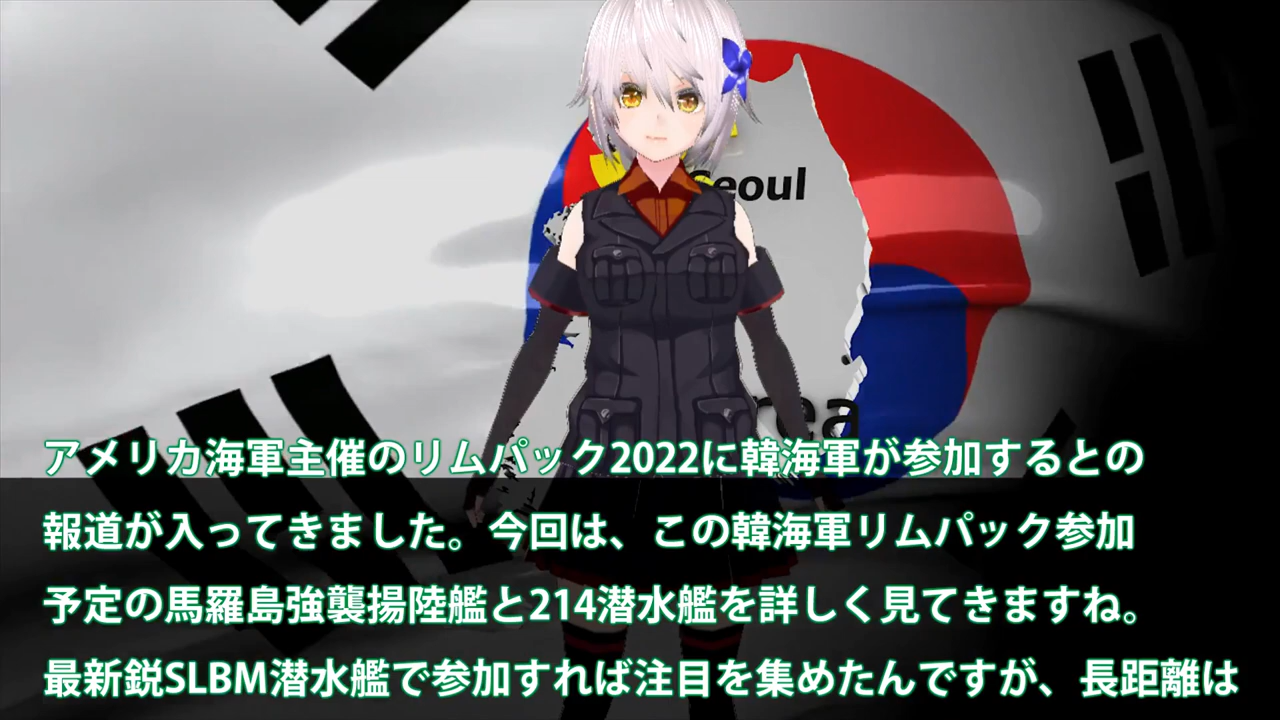 Seoul
rea
アメリカ海軍主催のリムパック2022に韓海軍が参加するとの
報道が入ってきました。今回は、この韓海軍リムパック参加
予定の馬羅島強襲揚陸艦と214潜水艦を詳しく見てきますね。
最新鋭SLBM潜水艦で参加すれば注目を集めたんですが、長距離は